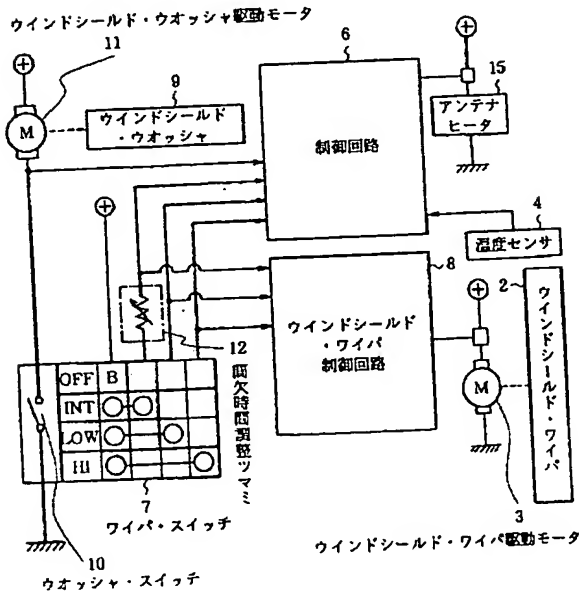 ウインドシールド・ウオッシャ駆動モータ
11
M
9
ウインドシールド
・ウオッシャ
6
制御回路
15
アンテナ
ヒータ
4
温度センサ
8
ウインドシールド
・ワイパ
制御回路
2
ウインドシールド・ワイパ
M
3
ウインドシールド・ワイパ駆動モータ
12
間欠時間調整ツマミ
OFF B
INT
LOW
HI
7
ワイパ・スイッチ
10
ウオッシャ・スイッチ